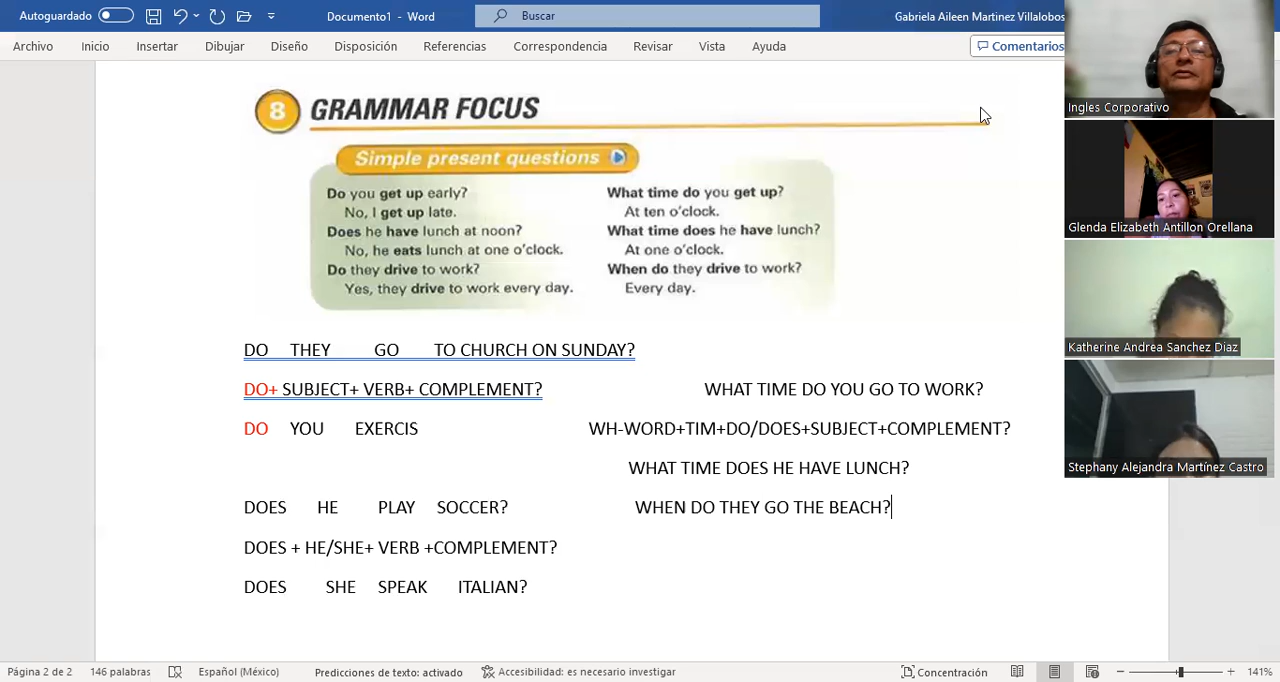 Autoguardado Documento1 - Word Buscar Gabriela Aileen Martinez Villalobos
Archivo Inicio Insertar Dibujar Diseño Disposición Referencias Correspondencia Revisar Vista Ayuda Comentarios
8 GRAMMAR FOCUS
Simple present questions
Do you get up early?
No, I get up late.
Does he have lunch at noon?
No, he eats lunch at one o'clock.
Do they drive to work?
Yes, they drive to work every day.
What time do you get up?
At ten o'clock.
What time does he have lunch?
At one o'clock.
When do they drive to work?
Every day.
DO THEY GO TO CHURCH ON SUNDAY?
DO+ SUBJECT+ VERB+ COMPLEMENT?
DO YOU EXERCIS
DOES HE PLAY SOCCER?
DOES + HE/SHE+ VERB +COMPLEMENT?
DOES SHE SPEAK ITALIAN?
WHAT TIME DO YOU GO TO WORK?
WH-WORD+TIM+DO/DOES+SUBJECT+COMPLEMENT?
WHAT TIME DOES HE HAVE LUNCH?
WHEN DO THEY GO THE BEACH?
Ingles Corporativo
Glenda Elizabeth Antillon Orellana
Katherine Andrea Sanchez Diaz
Stephany Alejandra Martínez Castro
Página 2 de 2 146 palabras Español (México) Predicciones de texto: activado Accesibilidad: es necesario investigar Concentración 141%